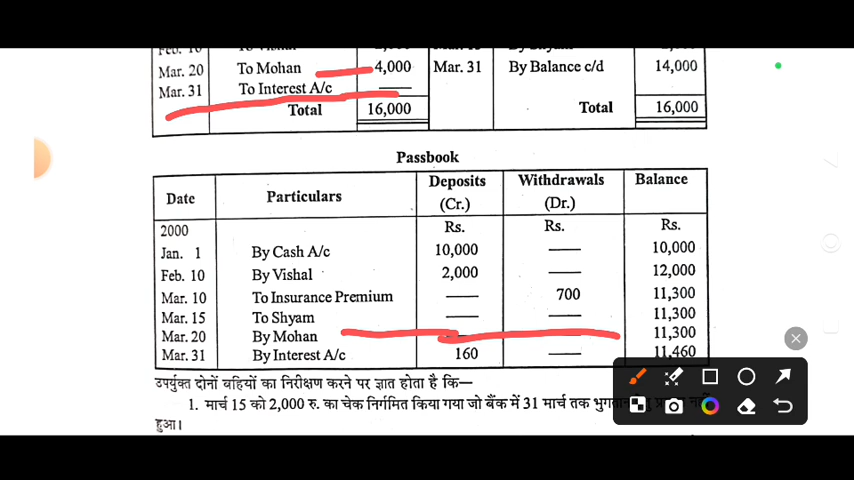 Mar. 20 To Mohan 4,000 Mar. 31 By Balance c/d 14,000
Mar. 31 To Interest A/c —
Total 16,000 Total 16,000
Passbook
Date Particulars Deposits (Cr.) Withdrawals (Dr.) Balance
2000 Rs. Rs. Rs.
Jan. 1 By Cash A/c 10,000 — 10,000
Feb. 10 By Vishal 2,000 — 12,000
Mar. 10 To Insurance Premium — 700 11,300
Mar. 15 To Shyam — — 11,300
Mar. 20 By Mohan 11,300
Mar. 31 By Interest A/c 160 — 11,460
उपर्युक्त दोनों बहियों का निरीक्षण करने पर ज्ञात होता है कि—
1. मार्च 15 को 2,000 रु. का चेक निर्गमित किया गया जो बैंक में 31 मार्च तक
हुआ।